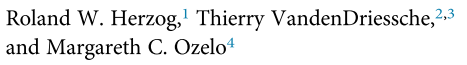 Roland W. Herzog,1 Thierry VandenDriessche,2,3
and Margareth C. Ozelo4